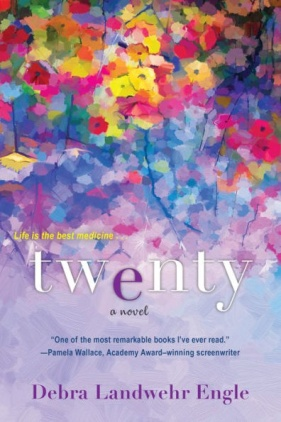 Life is the best medicine . . .
twenty
a novel
“One of the most remarkable books I’ve ever read.”
—Pamela Wallace, Academy Award–winning screenwriter
Debra Landwehr Engle